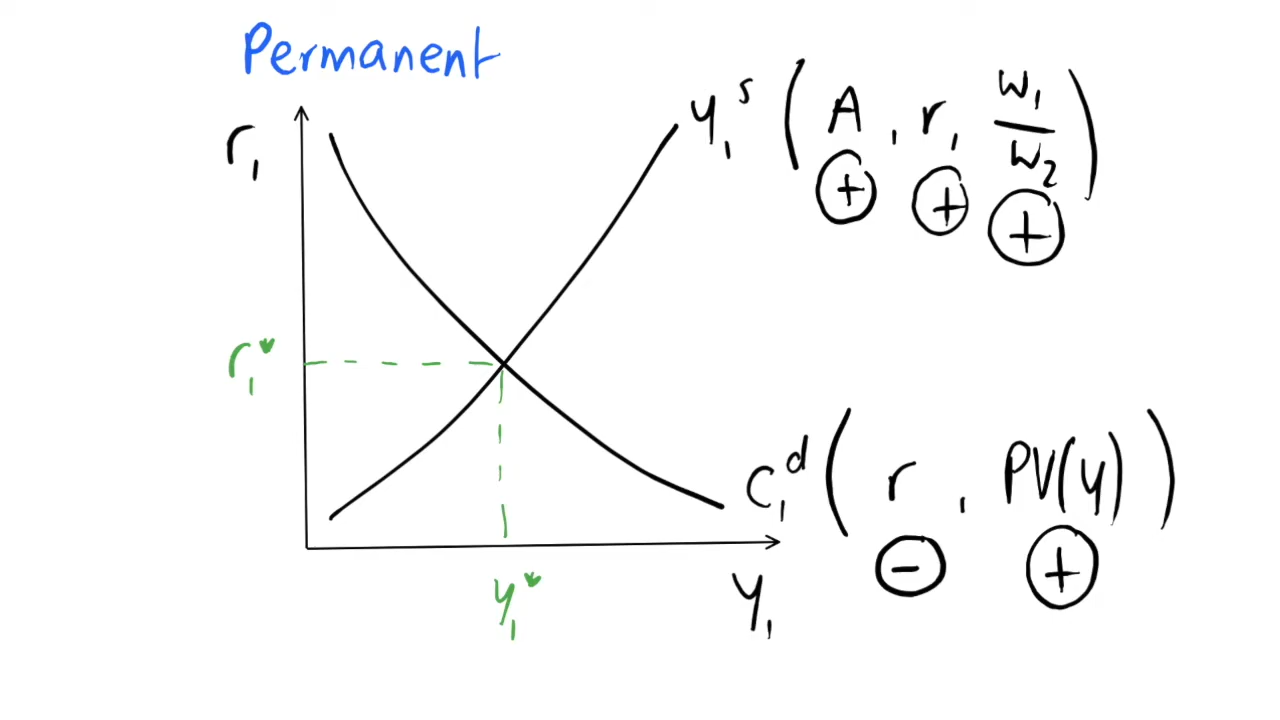 Permanent
r₁
y₁ˢ ( A , r , w₁/w₂ )
+ + +
r₁*
C₁ᵈ ( r , PV(y) )
- +
y₁*
y₁